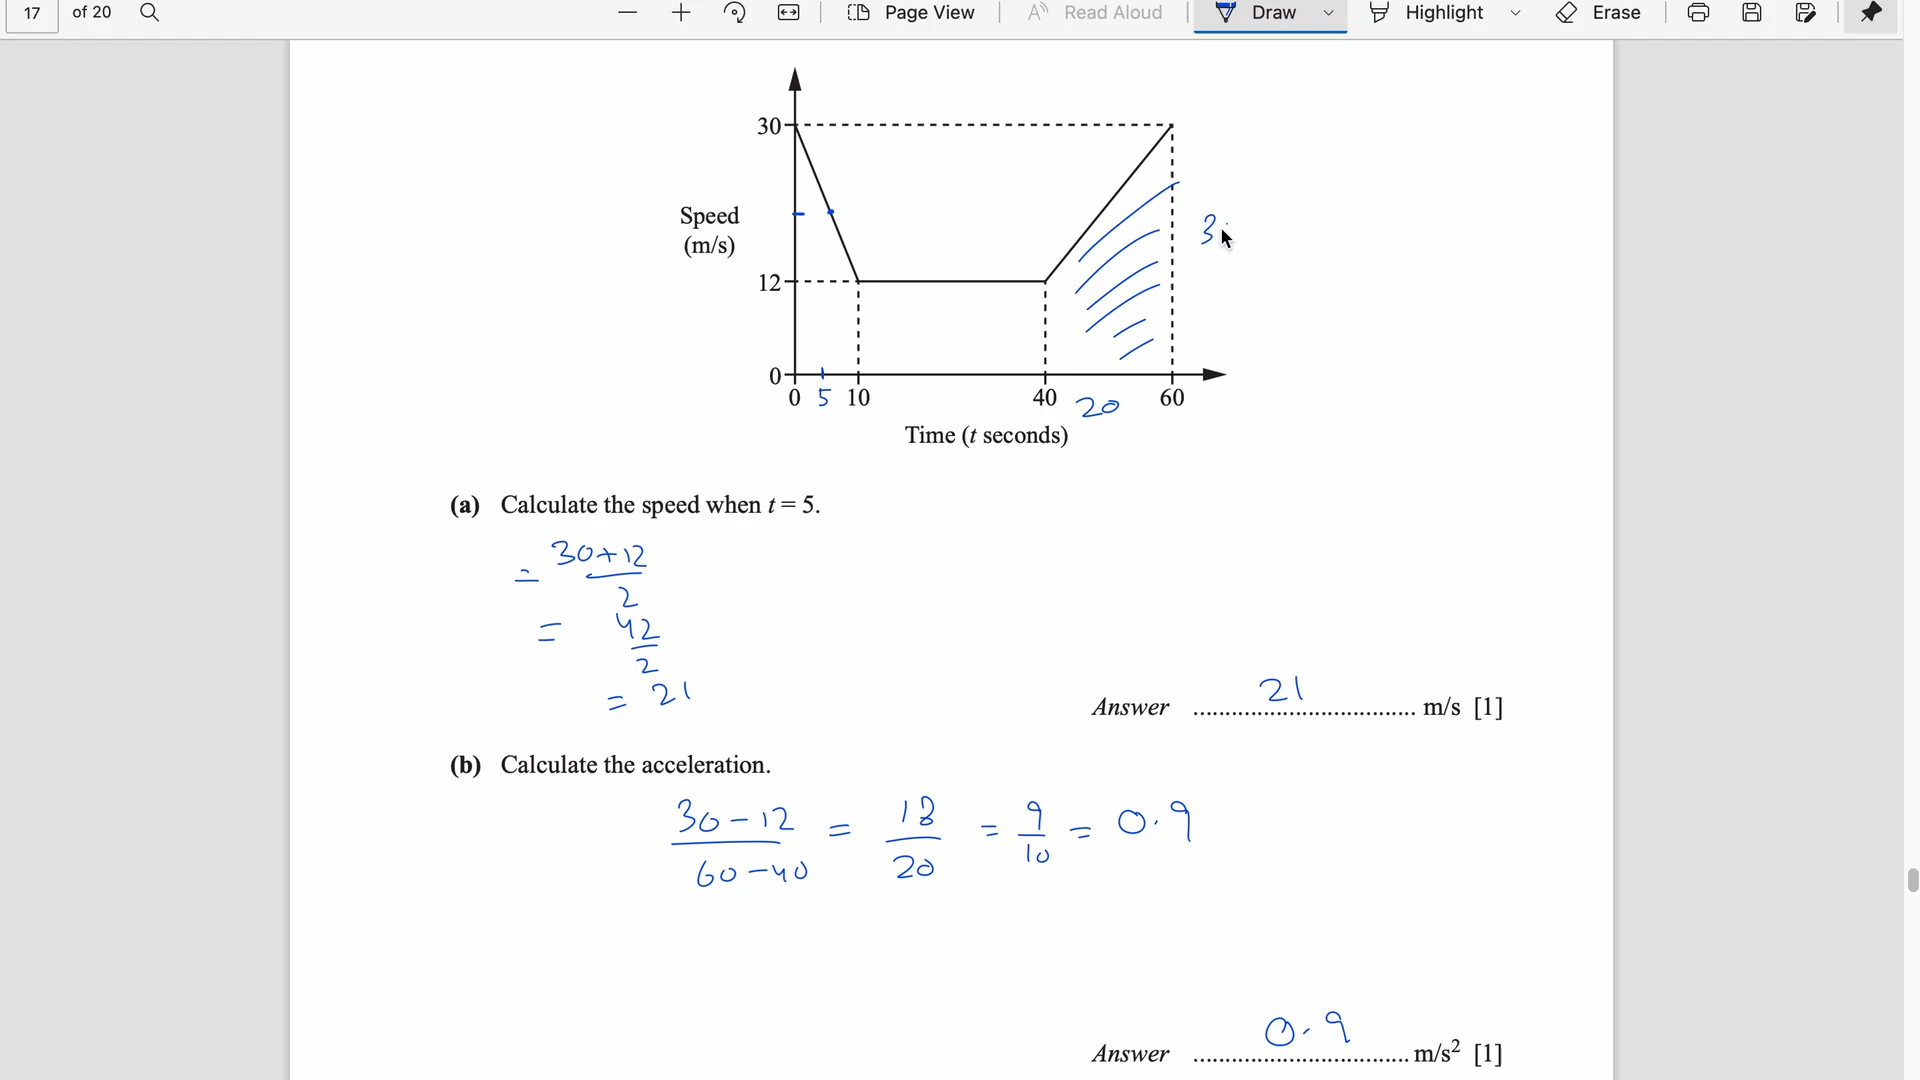 17 of 20 Page View Read Aloud Draw Highlight Erase
30
Speed
(m/s)
3
12
0
0 5 10 40 20 60
Time (t seconds)
(a) Calculate the speed when t = 5.
= 30+12
2
= 42
2
= 21
Answer 21 m/s [1]
(b) Calculate the acceleration.
30-12 = 18 = 9 = 0.9
60-40 20 10
Answer 0.9 m/s² [1]